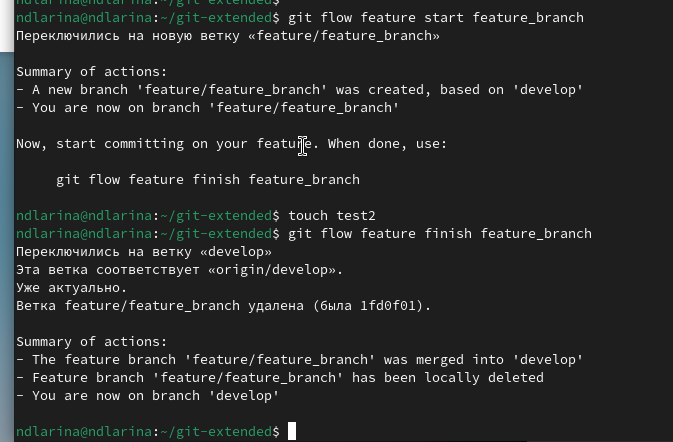 ndlarina@ndlarina:~/git-extended$ git flow feature start feature_branch
Переключились на новую ветку «feature/feature_branch»
Summary of actions:
- A new branch 'feature/feature_branch' was created, based on 'develop'
- You are now on branch 'feature/feature_branch'
Now, start committing on your feature. When done, use:
git flow feature finish feature_branch
ndlarina@ndlarina:~/git-extended$ touch test2
ndlarina@ndlarina:~/git-extended$ git flow feature finish feature_branch
Переключились на ветку «develop»
Эта ветка соответствует «origin/develop».
Уже актуально.
Ветка feature/feature_branch удалена (была 1fd0f01).
Summary of actions:
- The feature branch 'feature/feature_branch' was merged into 'develop'
- Feature branch 'feature/feature_branch' has been locally deleted
- You are now on branch 'develop'
ndlarina@ndlarina:~/git-extended$